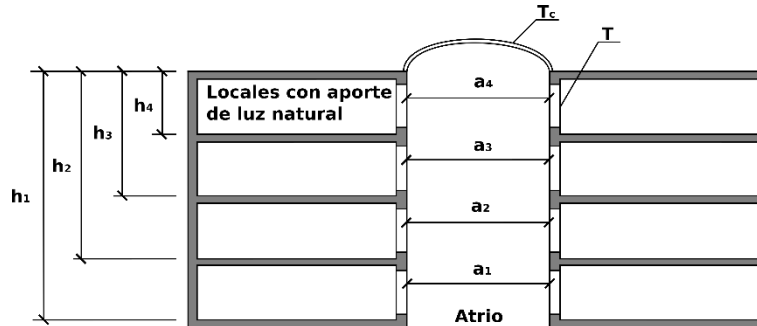 Tc
T
Locales con aporte
de luz natural
a4
h4
h3
a3
h2
h1
a2
a1
Atrio